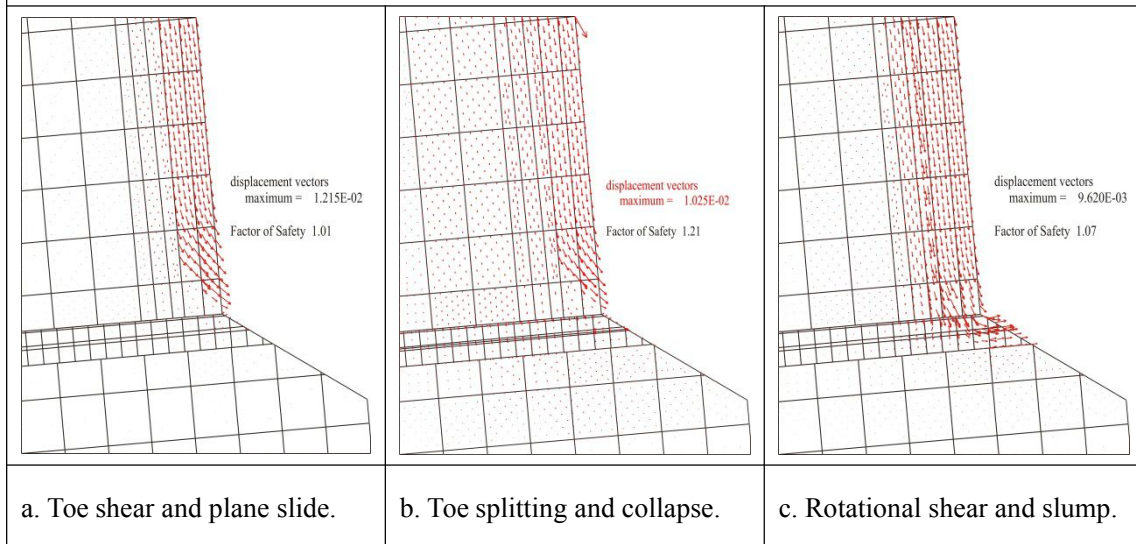 displacement vectors
maximum = 1.215E-02
Factor of Safety 1.01
displacement vectors
maximum = 1.025E-02
Factor of Safety 1.21
displacement vectors
maximum = 9.620E-03
Factor of Safety 1.07
a. Toe shear and plane slide.
b. Toe splitting and collapse.
c. Rotational shear and slump.